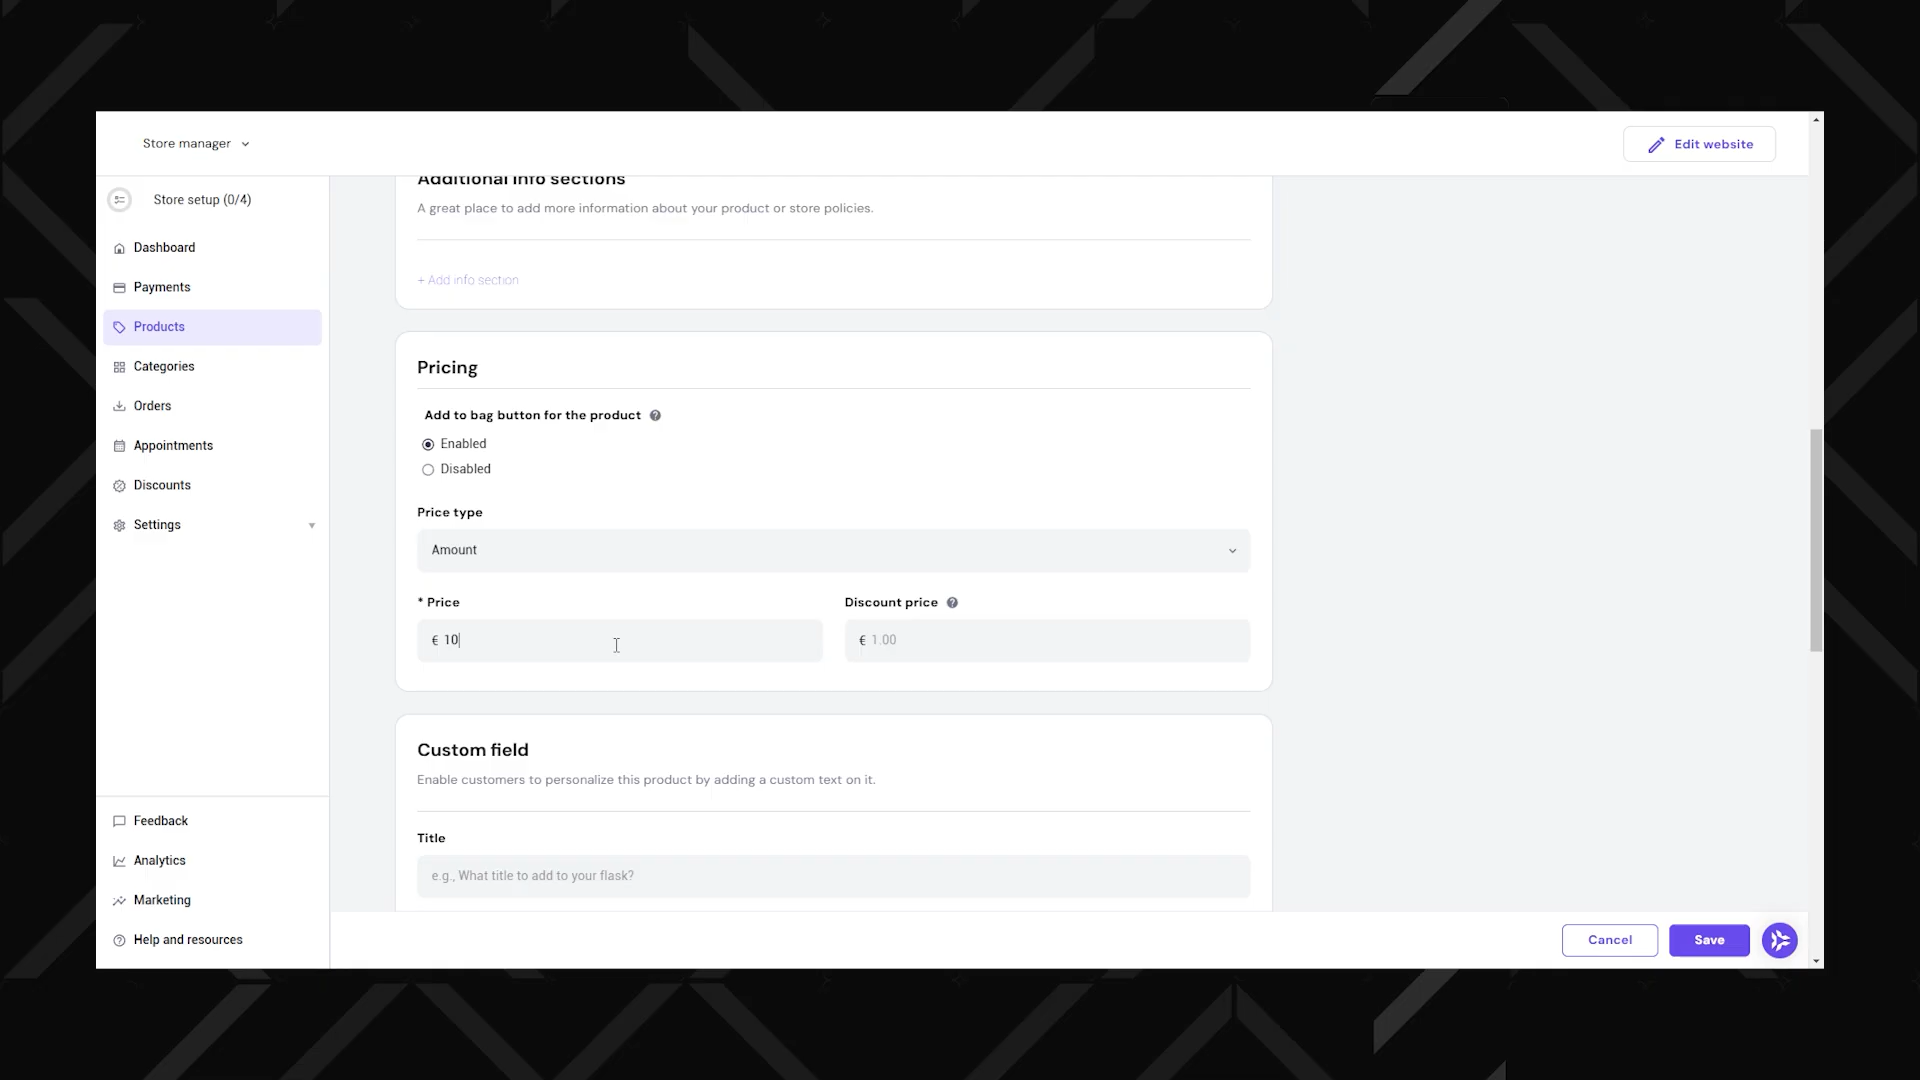 Store manager
Edit website
Store setup (0/4)
Dashboard
Payments
Products
Categories
Orders
Appointments
Discounts
Settings
Feedback
Analytics
Marketing
Help and resources
Additional info sections
A great place to add more information about your product or store policies.
+ Add info section
Pricing
Add to bag button for the product
Enabled
Disabled
Price type
Amount
* Price
€ 10
Discount price
€ 1.00
Custom field
Enable customers to personalize this product by adding a custom text on it.
Title
e.g., What title to add to your flask?
Cancel
Save